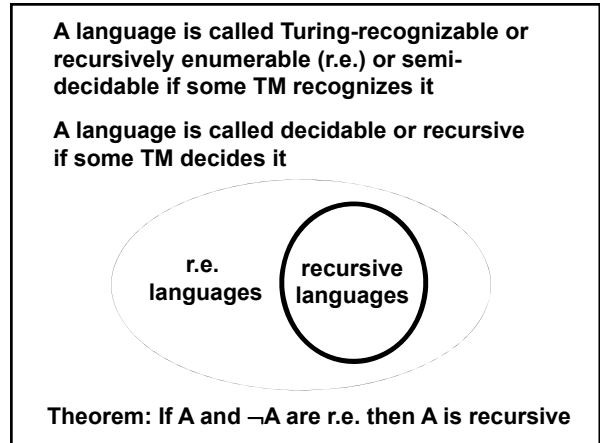 A language is called Turing-recognizable or
recursively enumerable (r.e.) or semi-
decidable if some TM recognizes it
A language is called decidable or recursive
if some TM decides it
r.e.
languages
recursive
languages
Theorem: If A and ¬A are r.e. then A is recursive